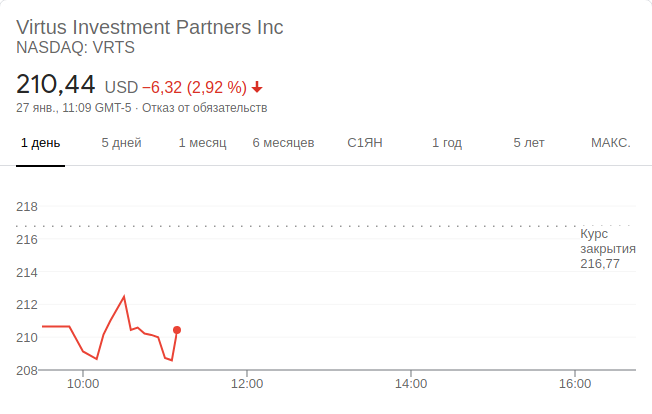 Virtus Investment Partners Inc
NASDAQ: VRTS
210,44 USD −6,32 (2,92 %)
27 янв., 11:09 GMT-5 · Отказ от обязательств
1 день 5 дней 1 месяц 6 месяцев С1ЯН 1 год 5 лет МАКС.
218
216
214
212
210
208
Курс
закрытия
216,77
10:00 12:00 14:00 16:00